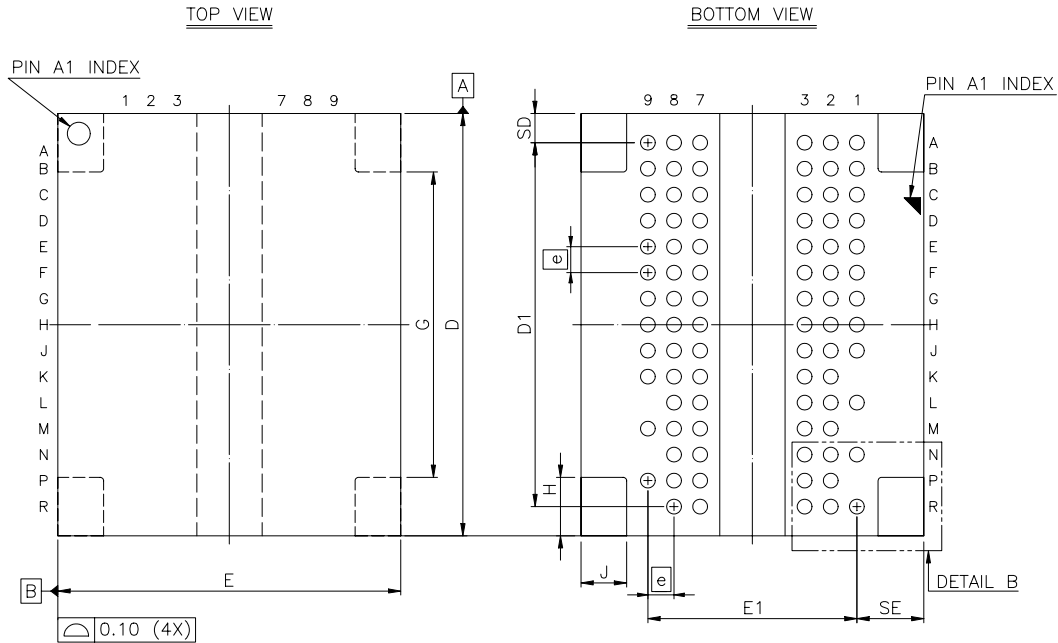 TOP VIEW
BOTTOM VIEW
PIN A1 INDEX
1 2 3 7 8 9
A
A
B
C
D
E
F
G
H
J
K
L
M
N
P
R
G
D
B
E
0.10 (4X)
9 8 7 3 2 1
PIN A1 INDEX
SD
e
D1
H
J
e
E1
SE
A
B
C
D
E
F
G
H
J
K
L
M
N
P
R
DETAIL B